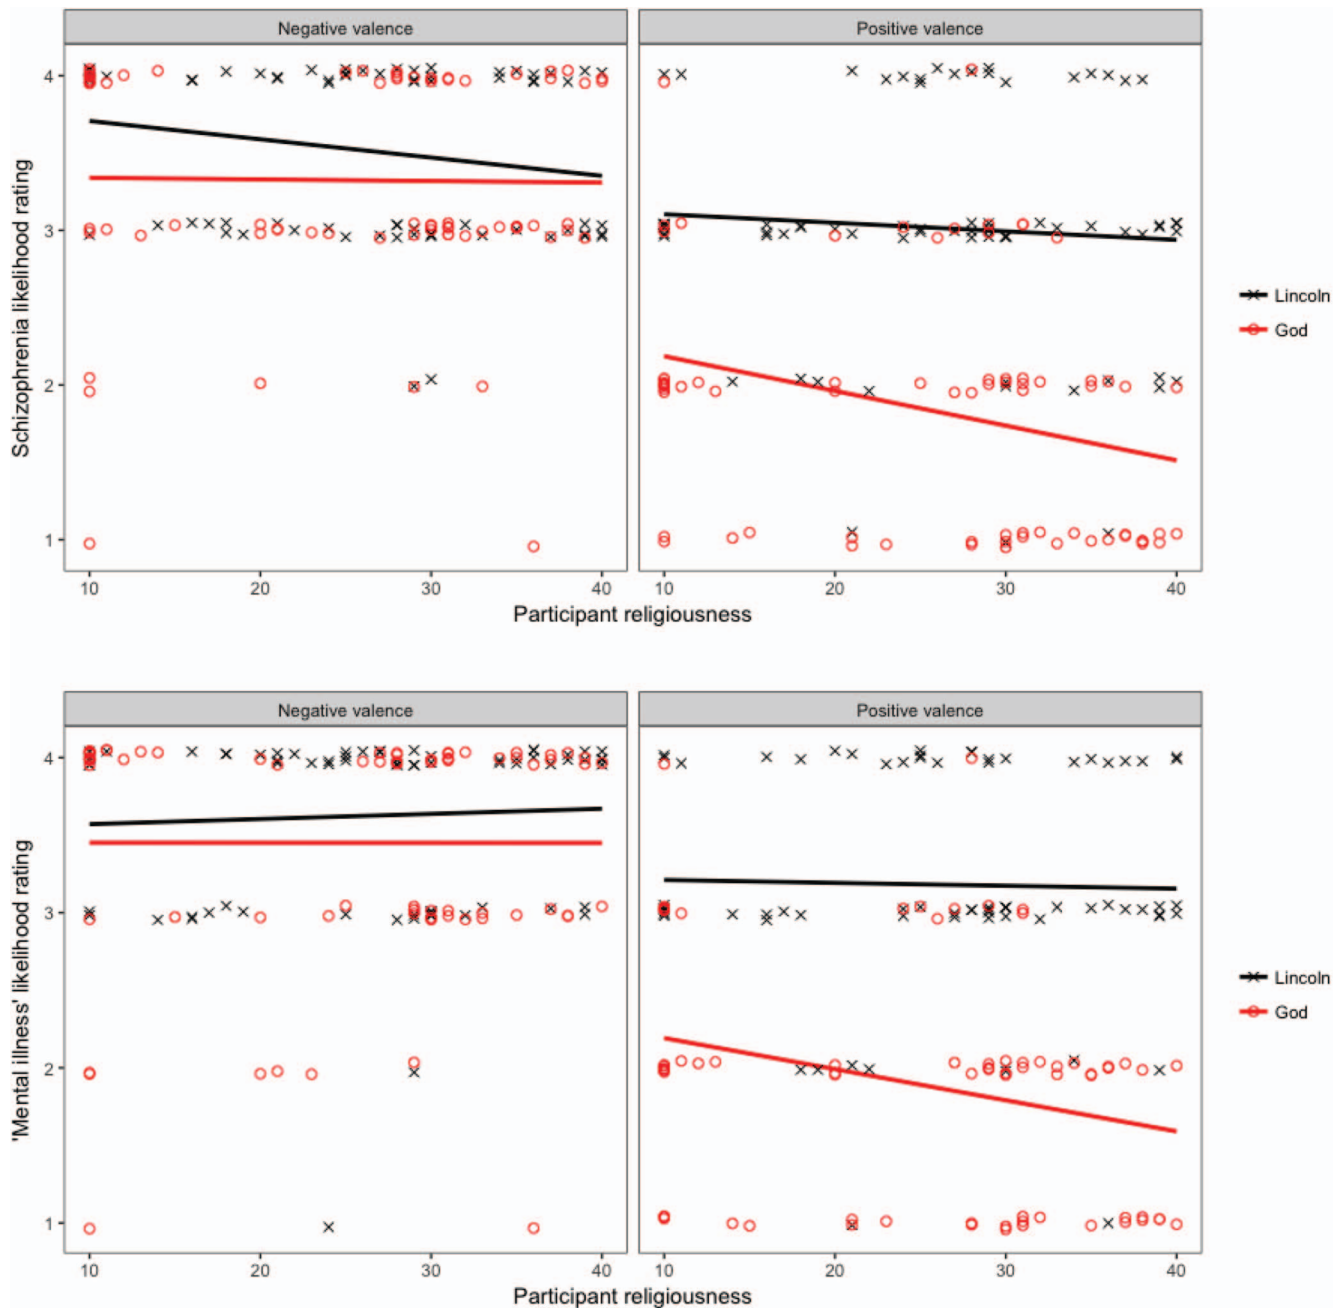 Negative valence
Positive valence
Schizophrenia likelihood rating
4
3
2
1
10 20 30 40
10 20 30 40
Participant religiousness
Lincoln
God
Negative valence
Positive valence
'Mental illness' likelihood rating
4
3
2
1
10 20 30 40
10 20 30 40
Participant religiousness
Lincoln
God